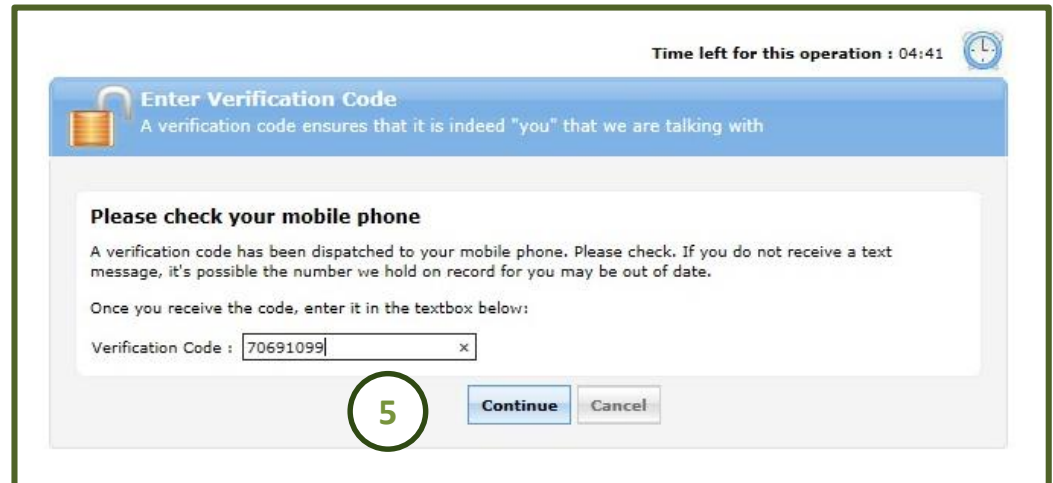 Time left for this operation : 04:41
Enter Verification Code
A verification code ensures that it is indeed "you" that we are talking with
Please check your mobile phone
A verification code has been dispatched to your mobile phone. Please check. If you do not receive a text
message, it's possible the number we hold on record for you may be out of date.
Once you receive the code, enter it in the textbox below:
Verification Code : 70691099 ×
5 Continue Cancel